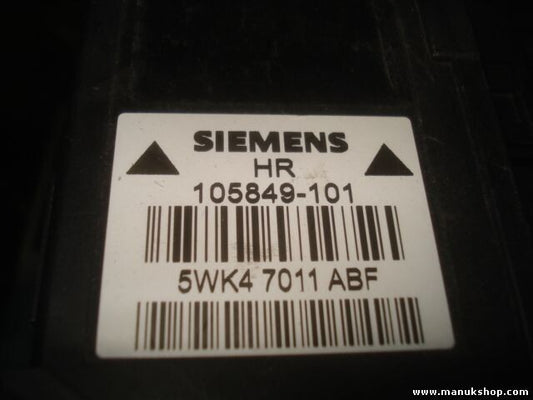 SIEMENS
HR
105849-101
5WK4 7011 ABF
www.manukshop.com